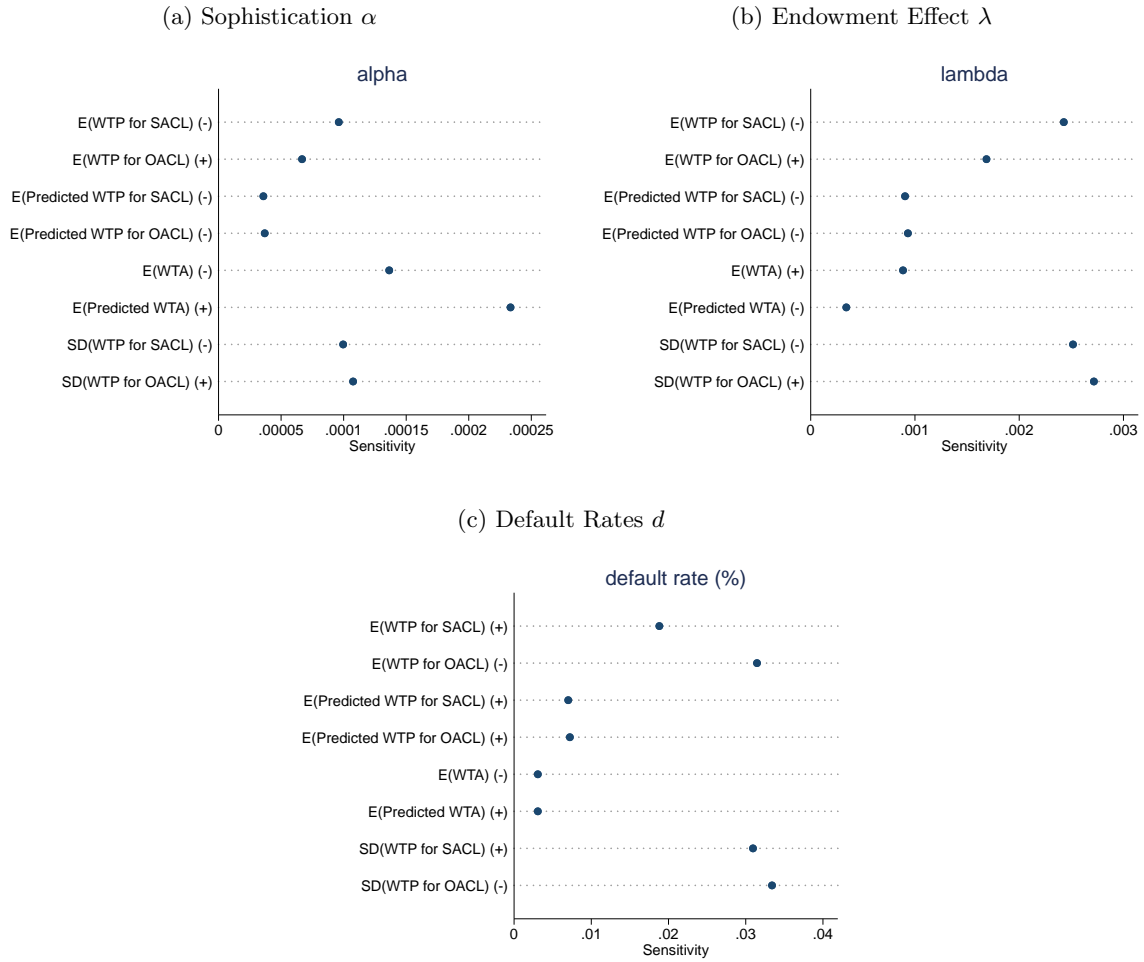 (a) Sophistication α
alpha
E(WTP for SACL) (-)
E(WTP for OACL) (+)
E(Predicted WTP for SACL) (-)
E(Predicted WTP for OACL) (-)
E(WTA) (-)
E(Predicted WTA) (+)
SD(WTP for SACL) (-)
SD(WTP for OACL) (+)
0 .00005 .0001 .00015 .0002 .00025
Sensitivity
(b) Endowment Effect λ
lambda
E(WTP for SACL) (-)
E(WTP for OACL) (+)
E(Predicted WTP for SACL) (-)
E(Predicted WTP for OACL) (-)
E(WTA) (+)
E(Predicted WTA) (-)
SD(WTP for SACL) (-)
SD(WTP for OACL) (+)
0 .001 .002 .003
Sensitivity
(c) Default Rates d
default rate (%)
E(WTP for SACL) (+)
E(WTP for OACL) (-)
E(Predicted WTP for SACL) (+)
E(Predicted WTP for OACL) (+)
E(WTA) (-)
E(Predicted WTA) (+)
SD(WTP for SACL) (+)
SD(WTP for OACL) (-)
0 .01 .02 .03 .04
Sensitivity